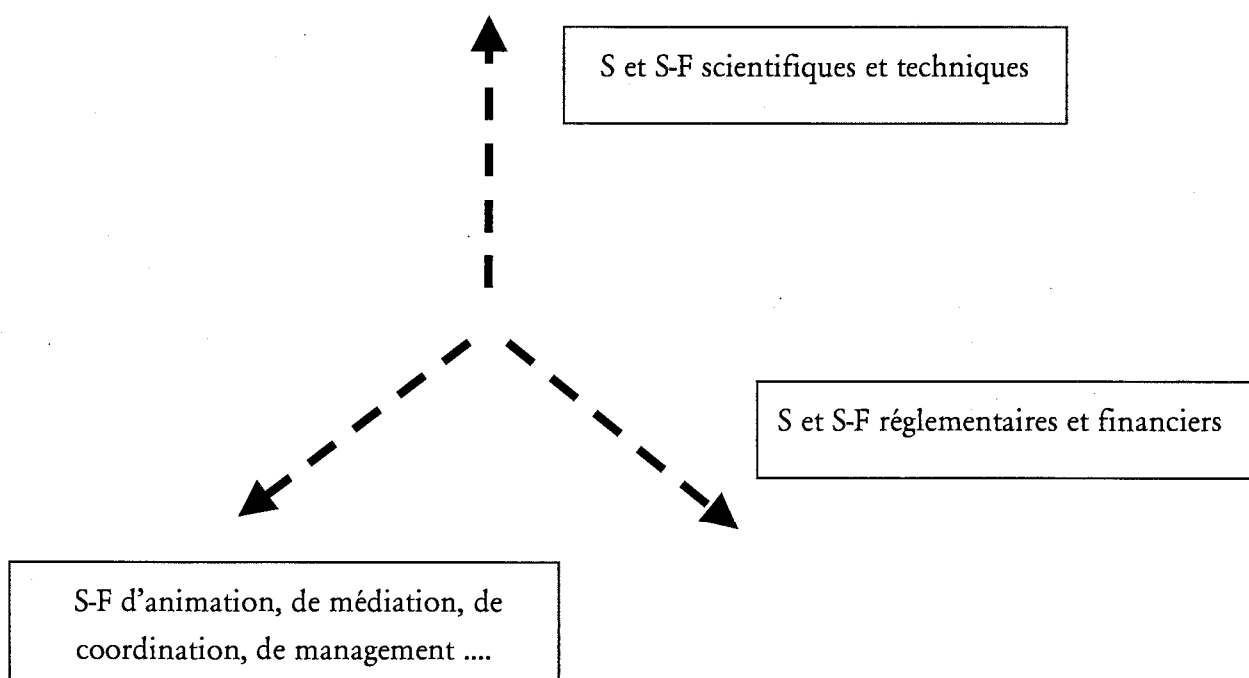 S et S-F scientifiques et techniques
S et S-F réglementaires et financiers
S-F d'animation, de médiation, de
coordination, de management ....